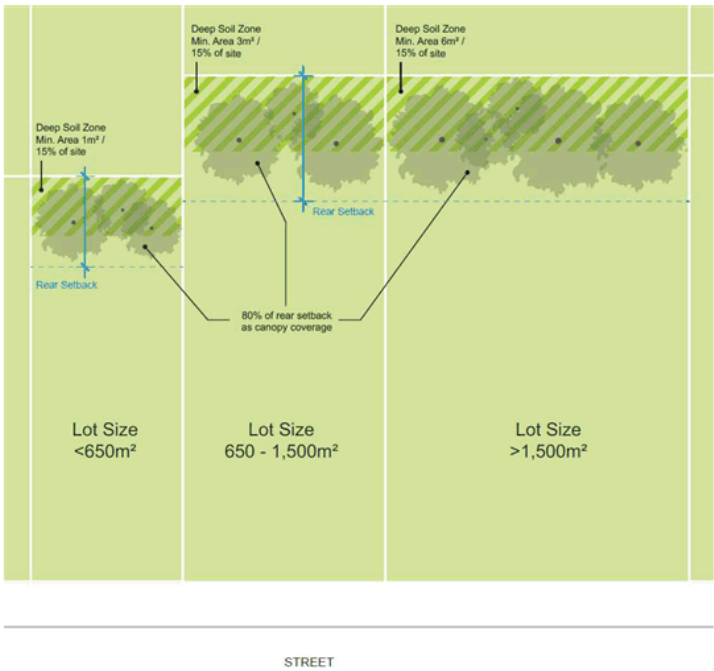 Deep Soil Zone
Min. Area 3m² /
15% of site
Deep Soil Zone
Min. Area 6m² /
15% of site
Deep Soil Zone
Min. Area 1m² /
15% of site
Rear Setback
Rear Setback
80% of rear setback
as canopy coverage
Lot Size
<650m²
Lot Size
650 - 1,500m²
Lot Size
>1,500m²
STREET